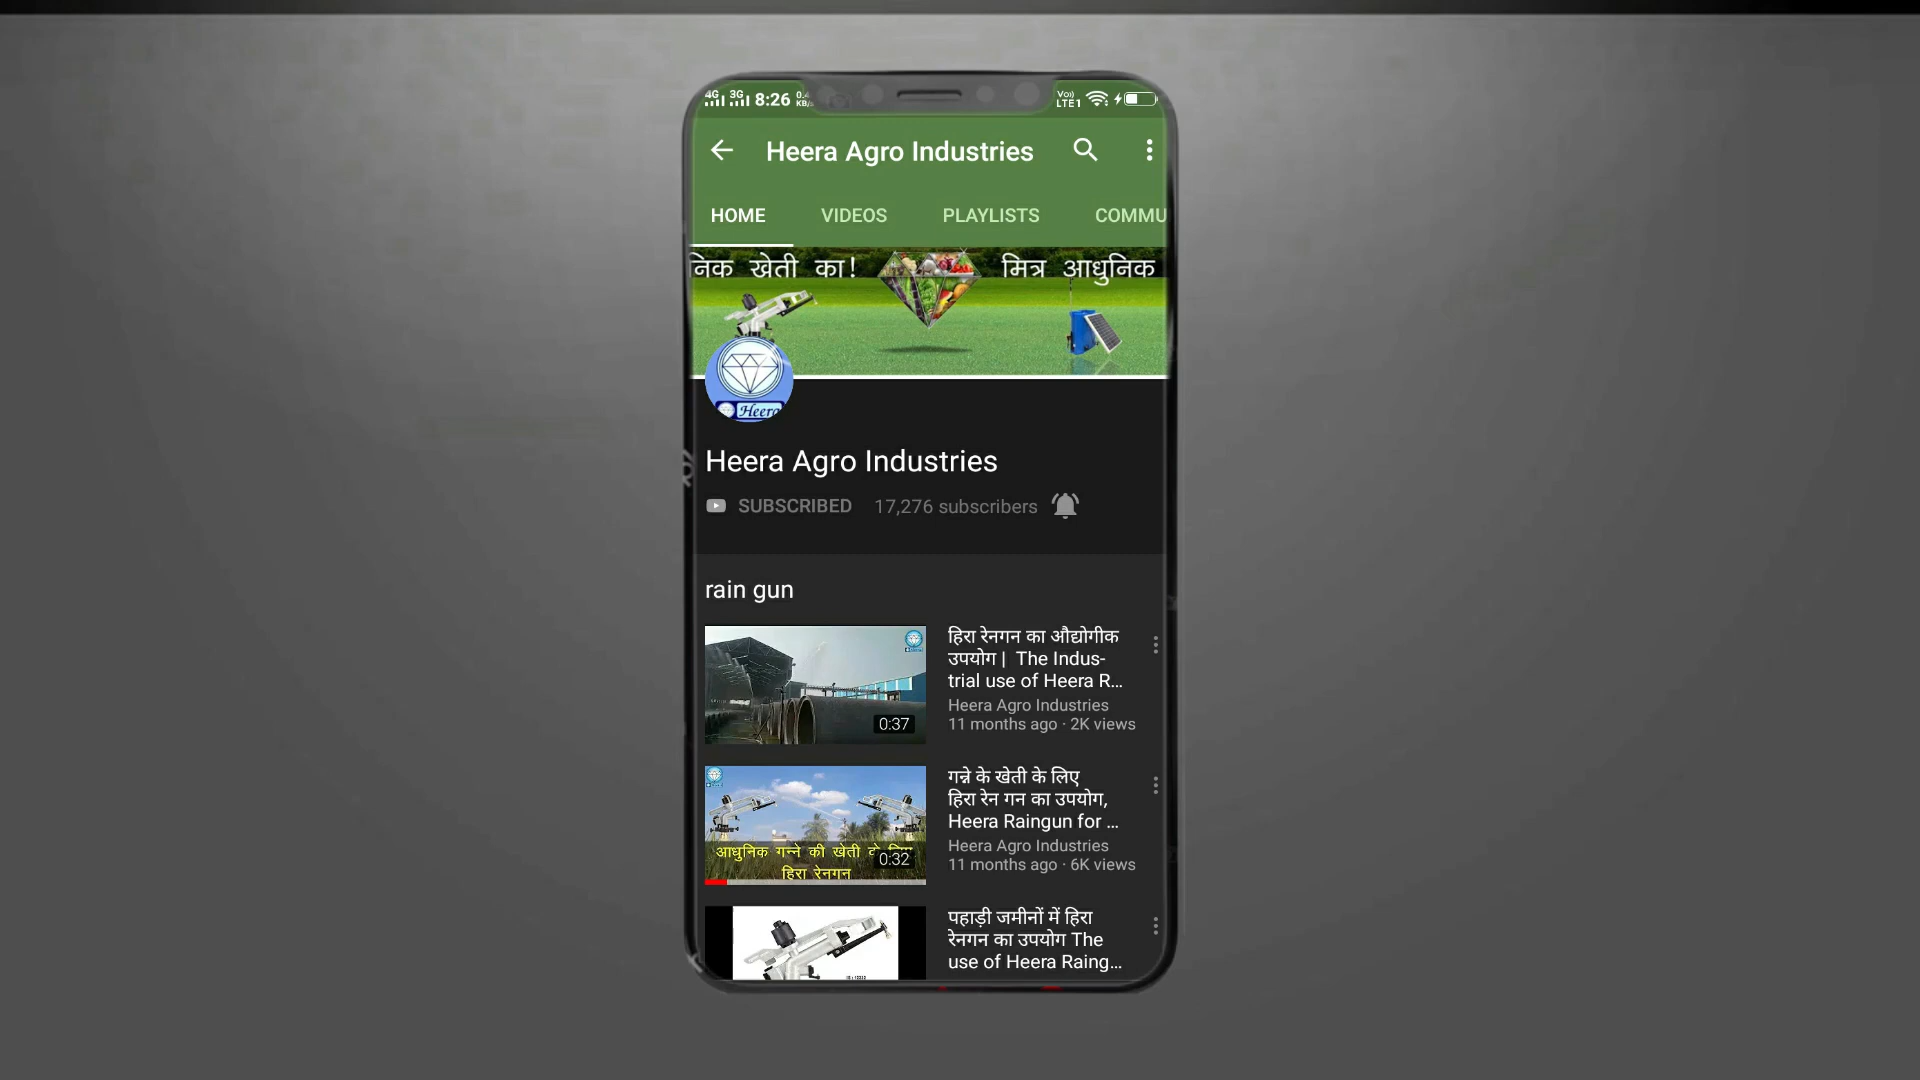 4G 3G 8:26
LTE1
Heera Agro Industries
HOME VIDEOS PLAYLISTS COMMU
निक खेती का! मित्र आधुनिक
Heera
Heera Agro Industries
SUBSCRIBED 17,276 subscribers
rain gun
हिरा रेनगन का औद्योगीक
उपयोग | The Indus-
trial use of Heera R...
Heera Agro Industries
11 months ago · 2K views
0:37
गन्ने के खेती के लिए
हिरा रेन गन का उपयोग,
Heera Raingun for ...
Heera Agro Industries
11 months ago · 6K views
आधुनिक गन्ने की खेती के
0:32
हिरा रेनगन
पहाड़ी जमीनों में हिरा
रेनगन का उपयोग The
use of Heera Raing...